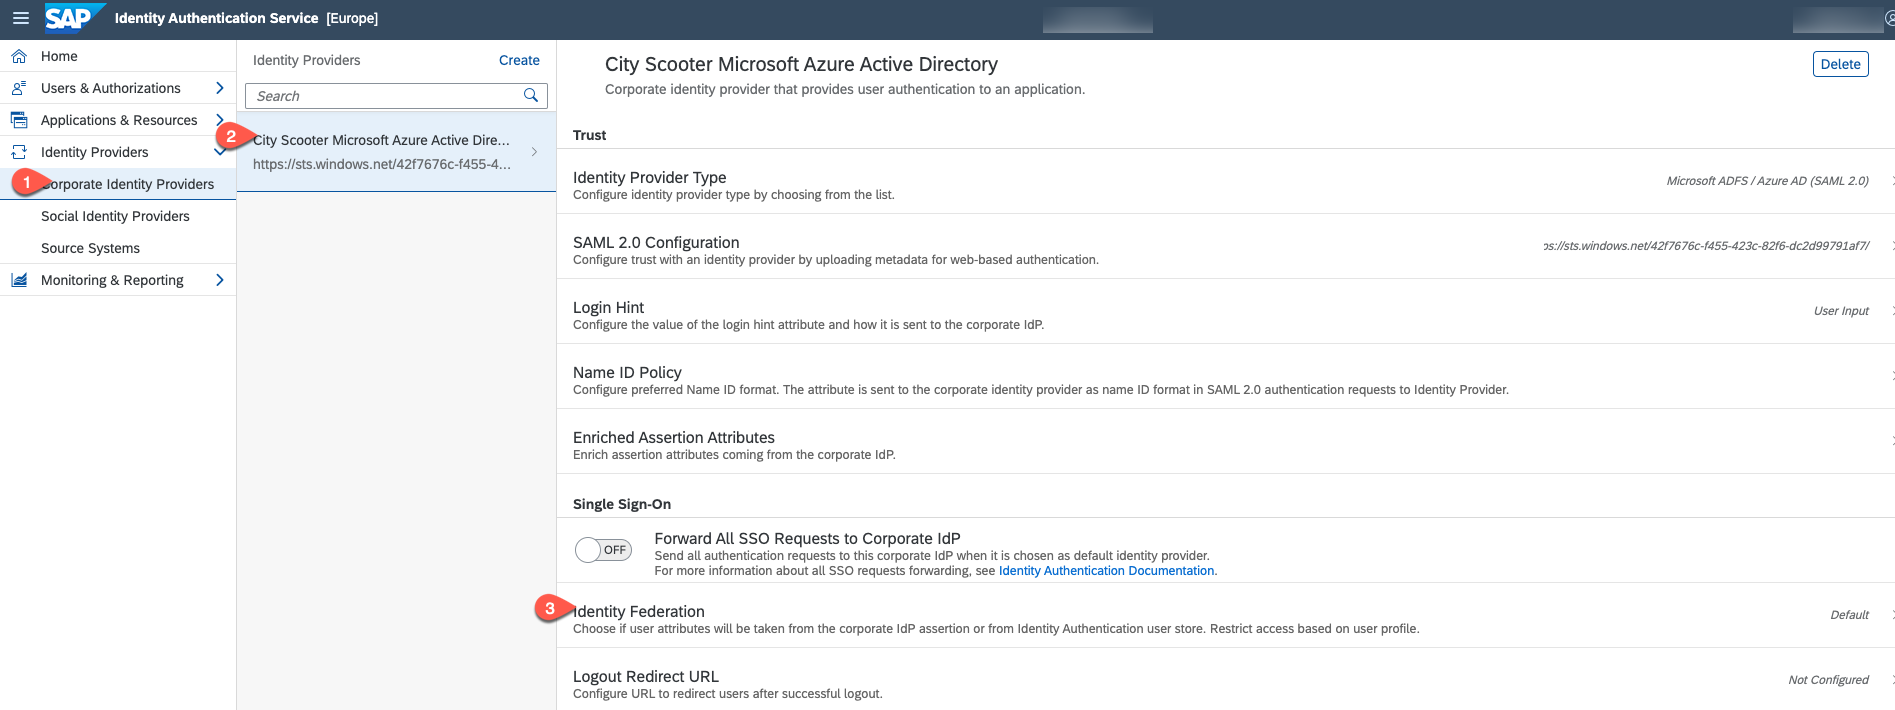 SAP Identity Authentication Service [Europe]
Home
Users & Authorizations
Applications & Resources
Identity Providers
1 Corporate Identity Providers
Social Identity Providers
Source Systems
Monitoring & Reporting
Identity Providers Create
Search
2 City Scooter Microsoft Azure Active Dire...
https://sts.windows.net/42f7676c-f455-4...
City Scooter Microsoft Azure Active Directory Delete
Corporate identity provider that provides user authentication to an application.
Trust
Identity Provider Type
Configure identity provider type by choosing from the list.
Microsoft ADFS / Azure AD (SAML 2.0)
SAML 2.0 Configuration
Configure trust with an identity provider by uploading metadata for web-based authentication.
ps://sts.windows.net/42f7676c-f455-423c-82f6-dc2d99791af7/
Login Hint
Configure the value of the login hint attribute and how it is sent to the corporate IdP.
User Input
Name ID Policy
Configure preferred Name ID format. The attribute is sent to the corporate identity provider as name ID format in SAML 2.0 authentication requests to Identity Provider.
Enriched Assertion Attributes
Enrich assertion attributes coming from the corporate IdP.
Single Sign-On
OFF
Forward All SSO Requests to Corporate IdP
Send all authentication requests to this corporate IdP when it is chosen as default identity provider.
For more information about all SSO requests forwarding, see Identity Authentication Documentation.
3 Identity Federation
Choose if user attributes will be taken from the corporate IdP assertion or from Identity Authentication user store. Restrict access based on user profile.
Default
Logout Redirect URL
Configure URL to redirect users after successful logout.
Not Configured